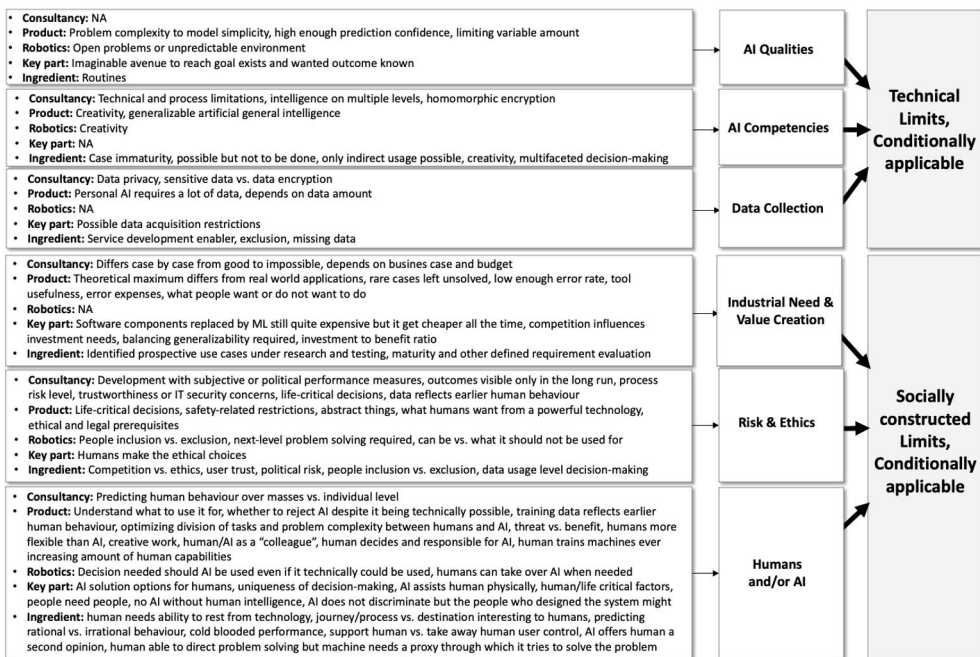 • Consultancy: NA
• Product: Problem complexity to model simplicity, high enough prediction confidence, limiting variable amount
• Robotics: Open problems or unpredictable environment
• Key part: Imaginable avenue to reach goal exists and wanted outcome known
• Ingredient: Routines
AI Qualities
• Consultancy: Technical and process limitations, intelligence on multiple levels, homomorphic encryption
• Product: Creativity, generalizable artificial general intelligence
• Robotics: Creativity
• Key part: NA
• Ingredient: Case immaturity, possible but not to be done, only indirect usage possible, creativity, multifaceted decision-making
AI Competencies
• Consultancy: Data privacy, sensitive data vs. data encryption
• Product: Personal AI requires a lot of data, depends on data amount
• Robotics: NA
• Key part: Possible data acquisition restrictions
• Ingredient: Service development enabler, exclusion, missing data
Data Collection
Technical
Limits,
Conditionally
applicable
• Consultancy: Differs case by case from good to impossible, depends on busines case and budget
• Product: Theoretical maximum differs from real world applications, rare cases left unsolved, low enough error rate, tool
usefulness, error expenses, what people want or do not want to do
• Robotics: NA
• Key part: Software components replaced by ML still quite expensive but it get cheaper all the time, competition influences
investment needs, balancing generalizability required, investment to benefit ratio
• Ingredient: Identified prospective use cases under research and testing, maturity and other defined requirement evaluation
Industrial Need &
Value Creation
• Consultancy: Development with subjective or political performance measures, outcomes visible only in the long run, process
risk level, trustworthiness or IT security concerns, life-critical decisions, data reflects earlier human behaviour
• Product: Life-critical decisions, safety-related restrictions, abstract things, what humans want from a powerful technology,
ethical and legal prerequisites
• Robotics: People inclusion vs. exclusion, next-level problem solving required, can be vs. what it should not be used for
• Key part: Humans make the ethical choices
• Ingredient: Competition vs. ethics, user trust, political risk, people inclusion vs. exclusion, data usage level decision-making
Risk & Ethics
• Consultancy: Predicting human behaviour over masses vs. individual level
• Product: Understand what to use it for, whether to reject AI despite it being technically possible, training data reflects earlier
human behaviour, optimizing division of tasks and problem complexity between humans and AI, threat vs. benefit, humans more
flexible than AI, creative work, human/AI as a "colleague", human decides and responsible for AI, human trains machines ever
increasing amount of human capabilities
• Robotics: Decision needed should AI be used even if it technically could be used, humans can take over AI when needed
• Key part: AI solution options for humans, uniqueness of decision-making, AI assists human physically, human/life critical factors,
people need people, no AI without human intelligence, AI does not discriminate but the people who designed the system might
• Ingredient: human needs ability to rest from technology, journey/process vs. destination interesting to humans, predicting
rational vs. irrational behaviour, cold blooded performance, support human vs. take away human user control, AI offers human a
second opinion, human able to direct problem solving but machine needs a proxy through which it tries to solve the problem
Humans
and/or AI
Socially
constructed
Limits,
Conditionally
applicable